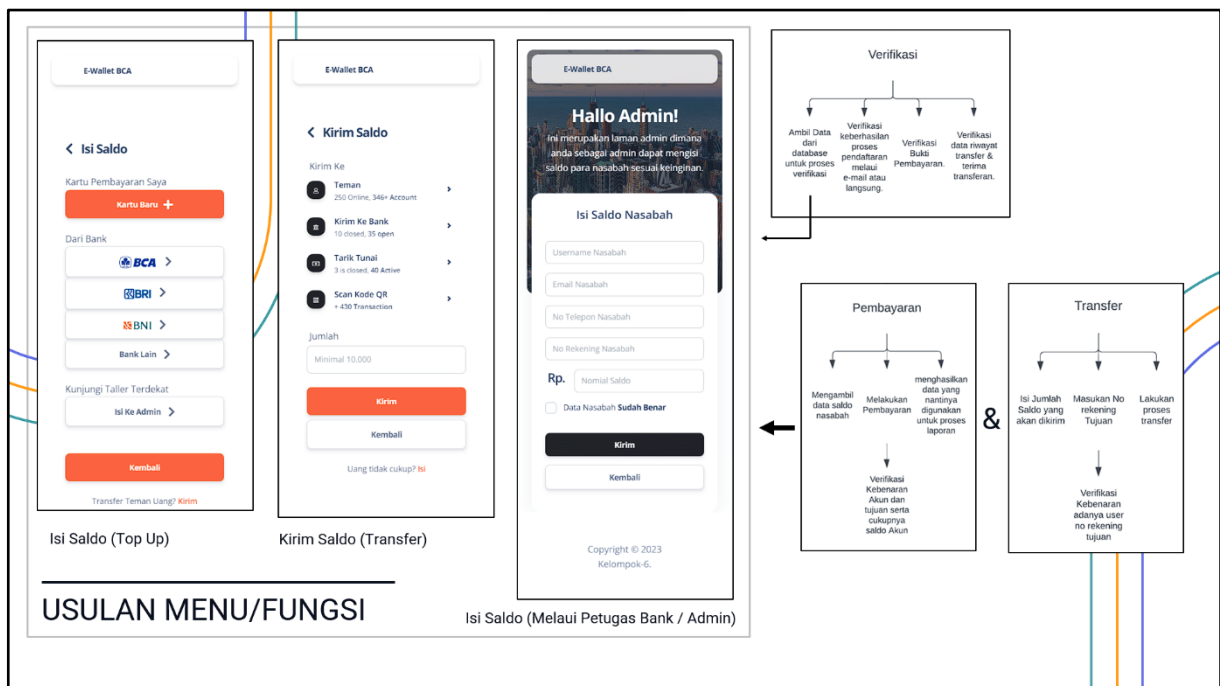 E-Wallet BCA
Isi Saldo
Kartu Pembayaran Saya
Kartu Baru +
Dari Bank
BCA
BRI
BNI
Bank Lain
Kunjungi Taller Terdekat
Isi Ke Admin
Kembali
Transfer Teman Uang? Kirim
Isi Saldo (Top Up)
E-Wallet BCA
Kirim Saldo
Kirim Ke
Teman
250 Online, 346+ Account
Kirim Ke Bank
10 closed, 35 open
Tarik Tunai
3 is closed, 40 Active
Scan Kode QR
+ 430 Transaction
Jumlah
Minimal 10.000
Kirim
Kembali
Uang tidak cukup? Isi
Kirim Saldo (Transfer)
E-Wallet BCA
Hallo Admin!
Ini merupakan laman admin dimana
anda sebagai admin dapat mengisi
saldo para nasabah sesuai keinginan.
Isi Saldo Nasabah
Username Nasabah
Email Nasabah
No Telepon Nasabah
No Rekening Nasabah
Rp. Nomial Saldo
Data Nasabah Sudah Benar
Kirim
Kembali
Copyright © 2023
Kelompok-6.
Isi Saldo (Melaui Petugas Bank / Admin)
USULAN MENU/FUNGSI
Verifikasi
Ambil Data
dari
database
untuk proses
verifikasi
Verifikasi
keberhasilan
proses
pendaftaran
melaui
e-mail atau
langsung.
Verifikasi
Bukti
Pembayaran.
Verifikasi
data riwayat
transfer &
terima
transferan.
Pembayaran
Mengambil
data saldo
nasabah
Melakukan
Pembayaran
menghasilkan
data yang
nantinya
digunakan
untuk proses
laporan
Verifikasi
Kebenaran
Akun dan
tujuan serta
cukupnya
saldo Akun
&
Transfer
Isi Jumlah
Saldo yang
akan dikirim
Masukan No
rekening
Tujuan
Lakukan
proses
transfer
Verifikasi
Kebenaran
adanya user
no rekening
tujuan